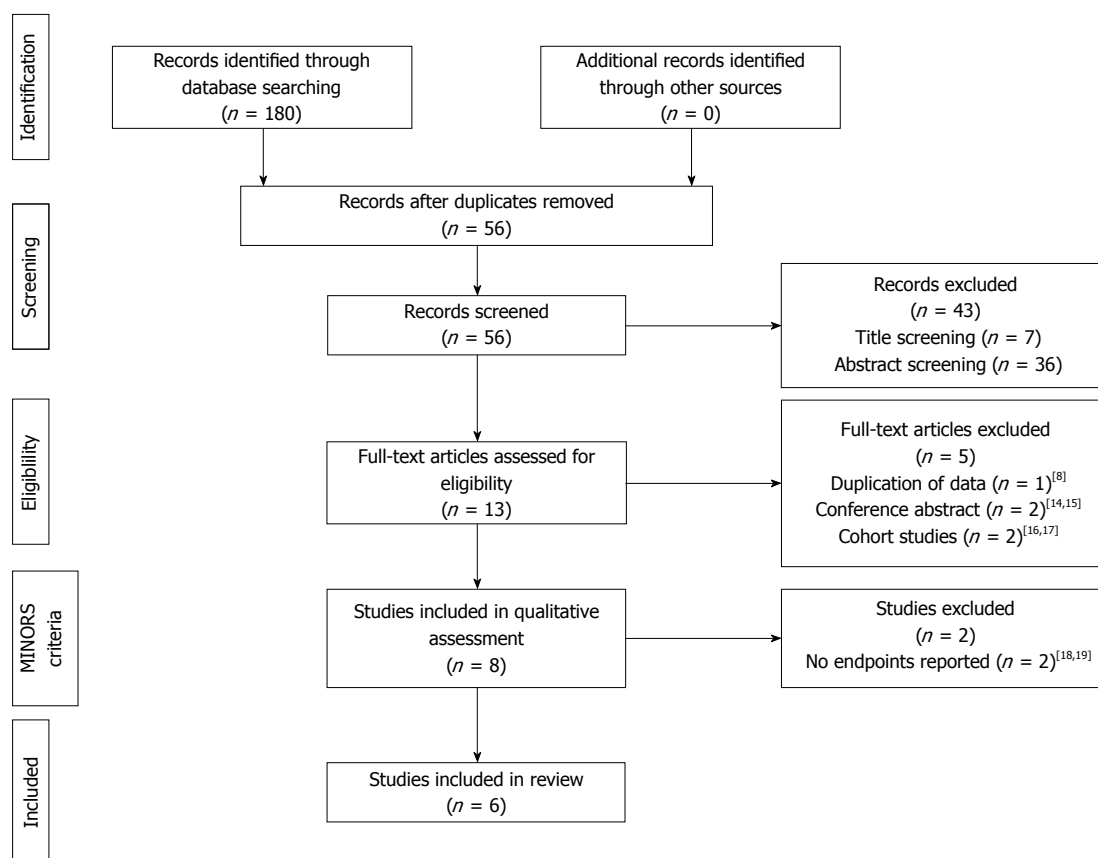 Identification
Records identified through
database searching
(n = 180)
Additional records identified
through other sources
(n = 0)
Records after duplicates removed
(n = 56)
Screening
Records screened
(n = 56)
Records excluded
(n = 43)
Title screening (n = 7)
Abstract screening (n = 36)
Eligiblility
Full-text articles assessed for
eligibility
(n = 13)
Full-text articles excluded
(n = 5)
Duplication of data (n = 1)[8]
Conference abstract (n = 2)[14,15]
Cohort studies (n = 2)[16,17]
MINORS
criteria
Studies included in qualitative
assessment
(n = 8)
Studies excluded
(n = 2)
No endpoints reported (n = 2)[18,19]
Included
Studies included in review
(n = 6)